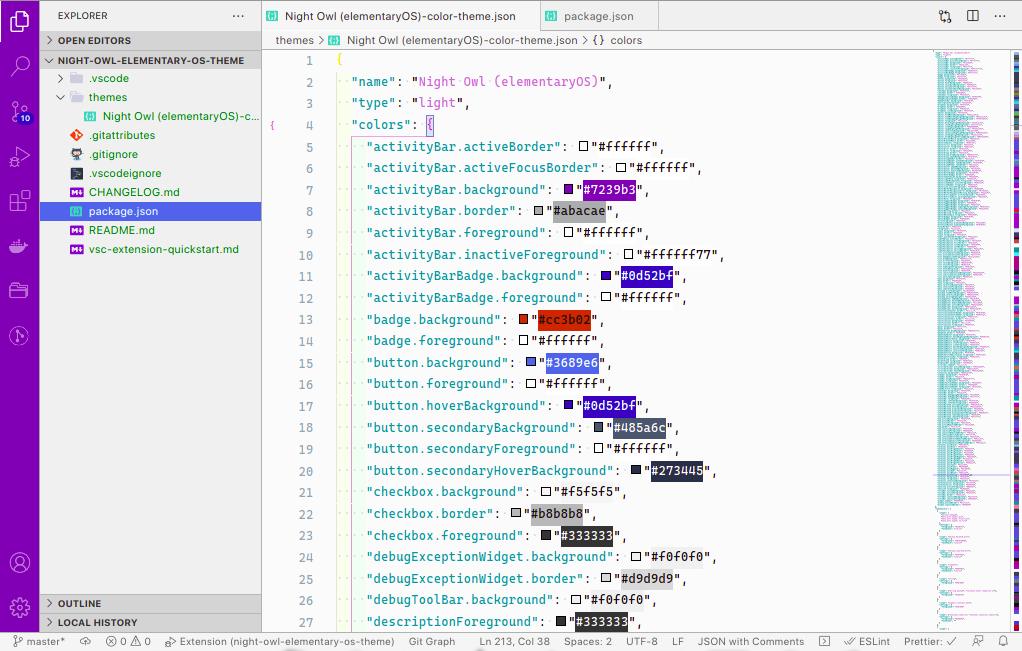 EXPLORER
OPEN EDITORS
NIGHT-OWL-ELEMENTARY-OS-THEME
.vscode
themes
Night Owl (elementaryOS)-c...
.gitattributes
.gitignore
.vscodeignore
CHANGELOG.md
package.json
README.md
vsc-extension-quickstart.md
OUTLINE
LOCAL HISTORY
10
Night Owl (elementaryOS)-color-theme.json
package.json
themes > Night Owl (elementaryOS)-color-theme.json > {} colors
1 {
2 "name": "Night Owl (elementaryOS)",
3 "type": "light",
4 "colors": {
5 "activityBar.activeBorder": "#ffffff",
6 "activityBar.activeFocusBorder": "#ffffff",
7 "activityBar.background": "#7239b3",
8 "activityBar.border": "#abacae",
9 "activityBar.foreground": "#ffffff",
10 "activityBar.inactiveForeground": "#ffffff77",
11 "activityBarBadge.background": "#0d52bf",
12 "activityBarBadge.foreground": "#ffffff",
13 "badge.background": "#cc3b02",
14 "badge.foreground": "#ffffff",
15 "button.background": "#3689e6",
16 "button.foreground": "#ffffff",
17 "button.hoverBackground": "#0d52bf",
18 "button.secondaryBackground": "#485a6c",
19 "button.secondaryForeground": "#ffffff",
20 "button.secondaryHoverBackground": "#273445",
21 "checkbox.background": "#f5f5f5",
22 "checkbox.border": "#b8b8b8",
23 "checkbox.foreground": "#333333",
24 "debugExceptionWidget.background": "#f0f0f0",
25 "debugExceptionWidget.border": "#d9d9d9",
26 "debugToolBar.background": "#f0f0f0",
27 "descriptionForeground": "#333333",
master* 0 0 Extension (night-owl-elementary-os-theme) Git Graph Ln 213, Col 38 Spaces: 2 UTF-8 LF JSON with Comments ESLint Prettier: